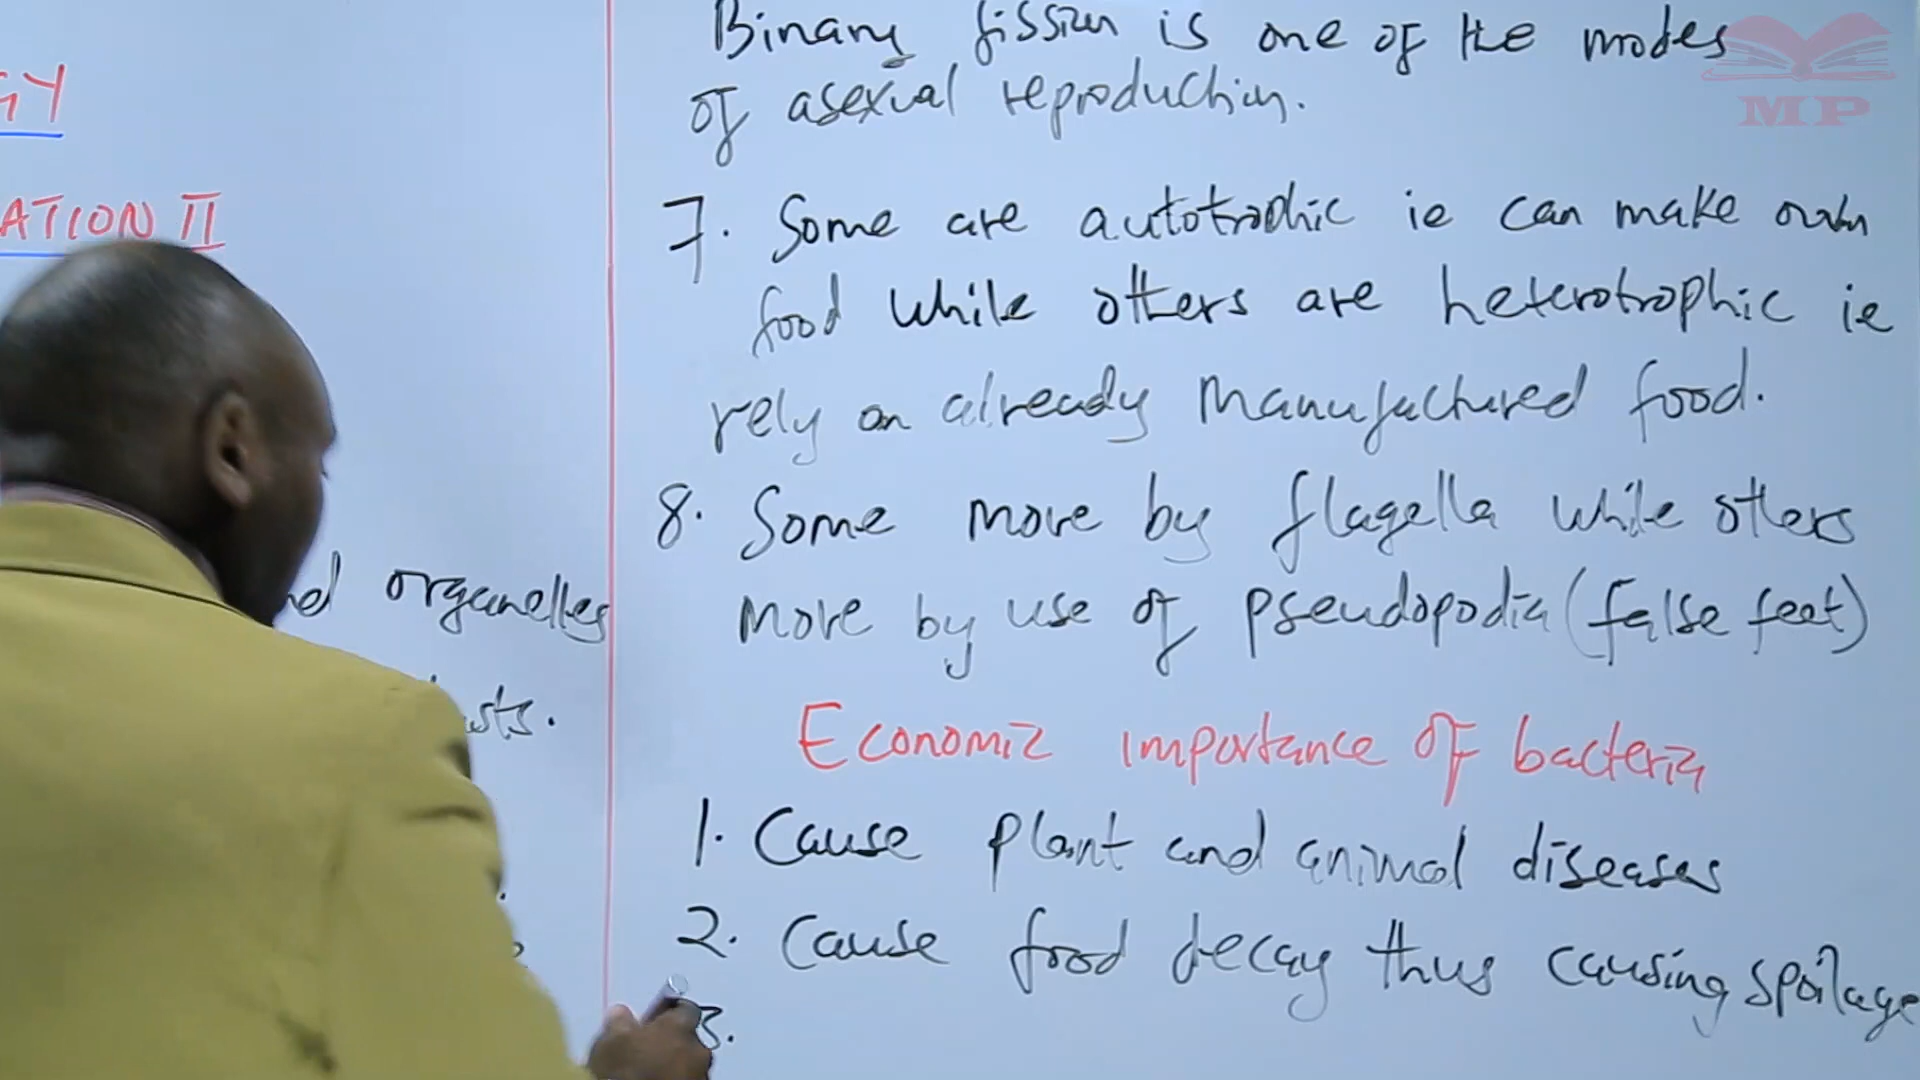 GY
ATION II
organelles
Binary fission is one of the modes
of asexual reproduction.
7. Some are autotrophic ie can make own
food while others are heterotrophic ie
rely on already manufactured food.
8. Some move by flagella while others
move by use of pseudopodia (false feet)
Economic importance of bacteria
1. Cause plant and animal diseases
2. Cause food decay thus causing spoilage
3.
MP